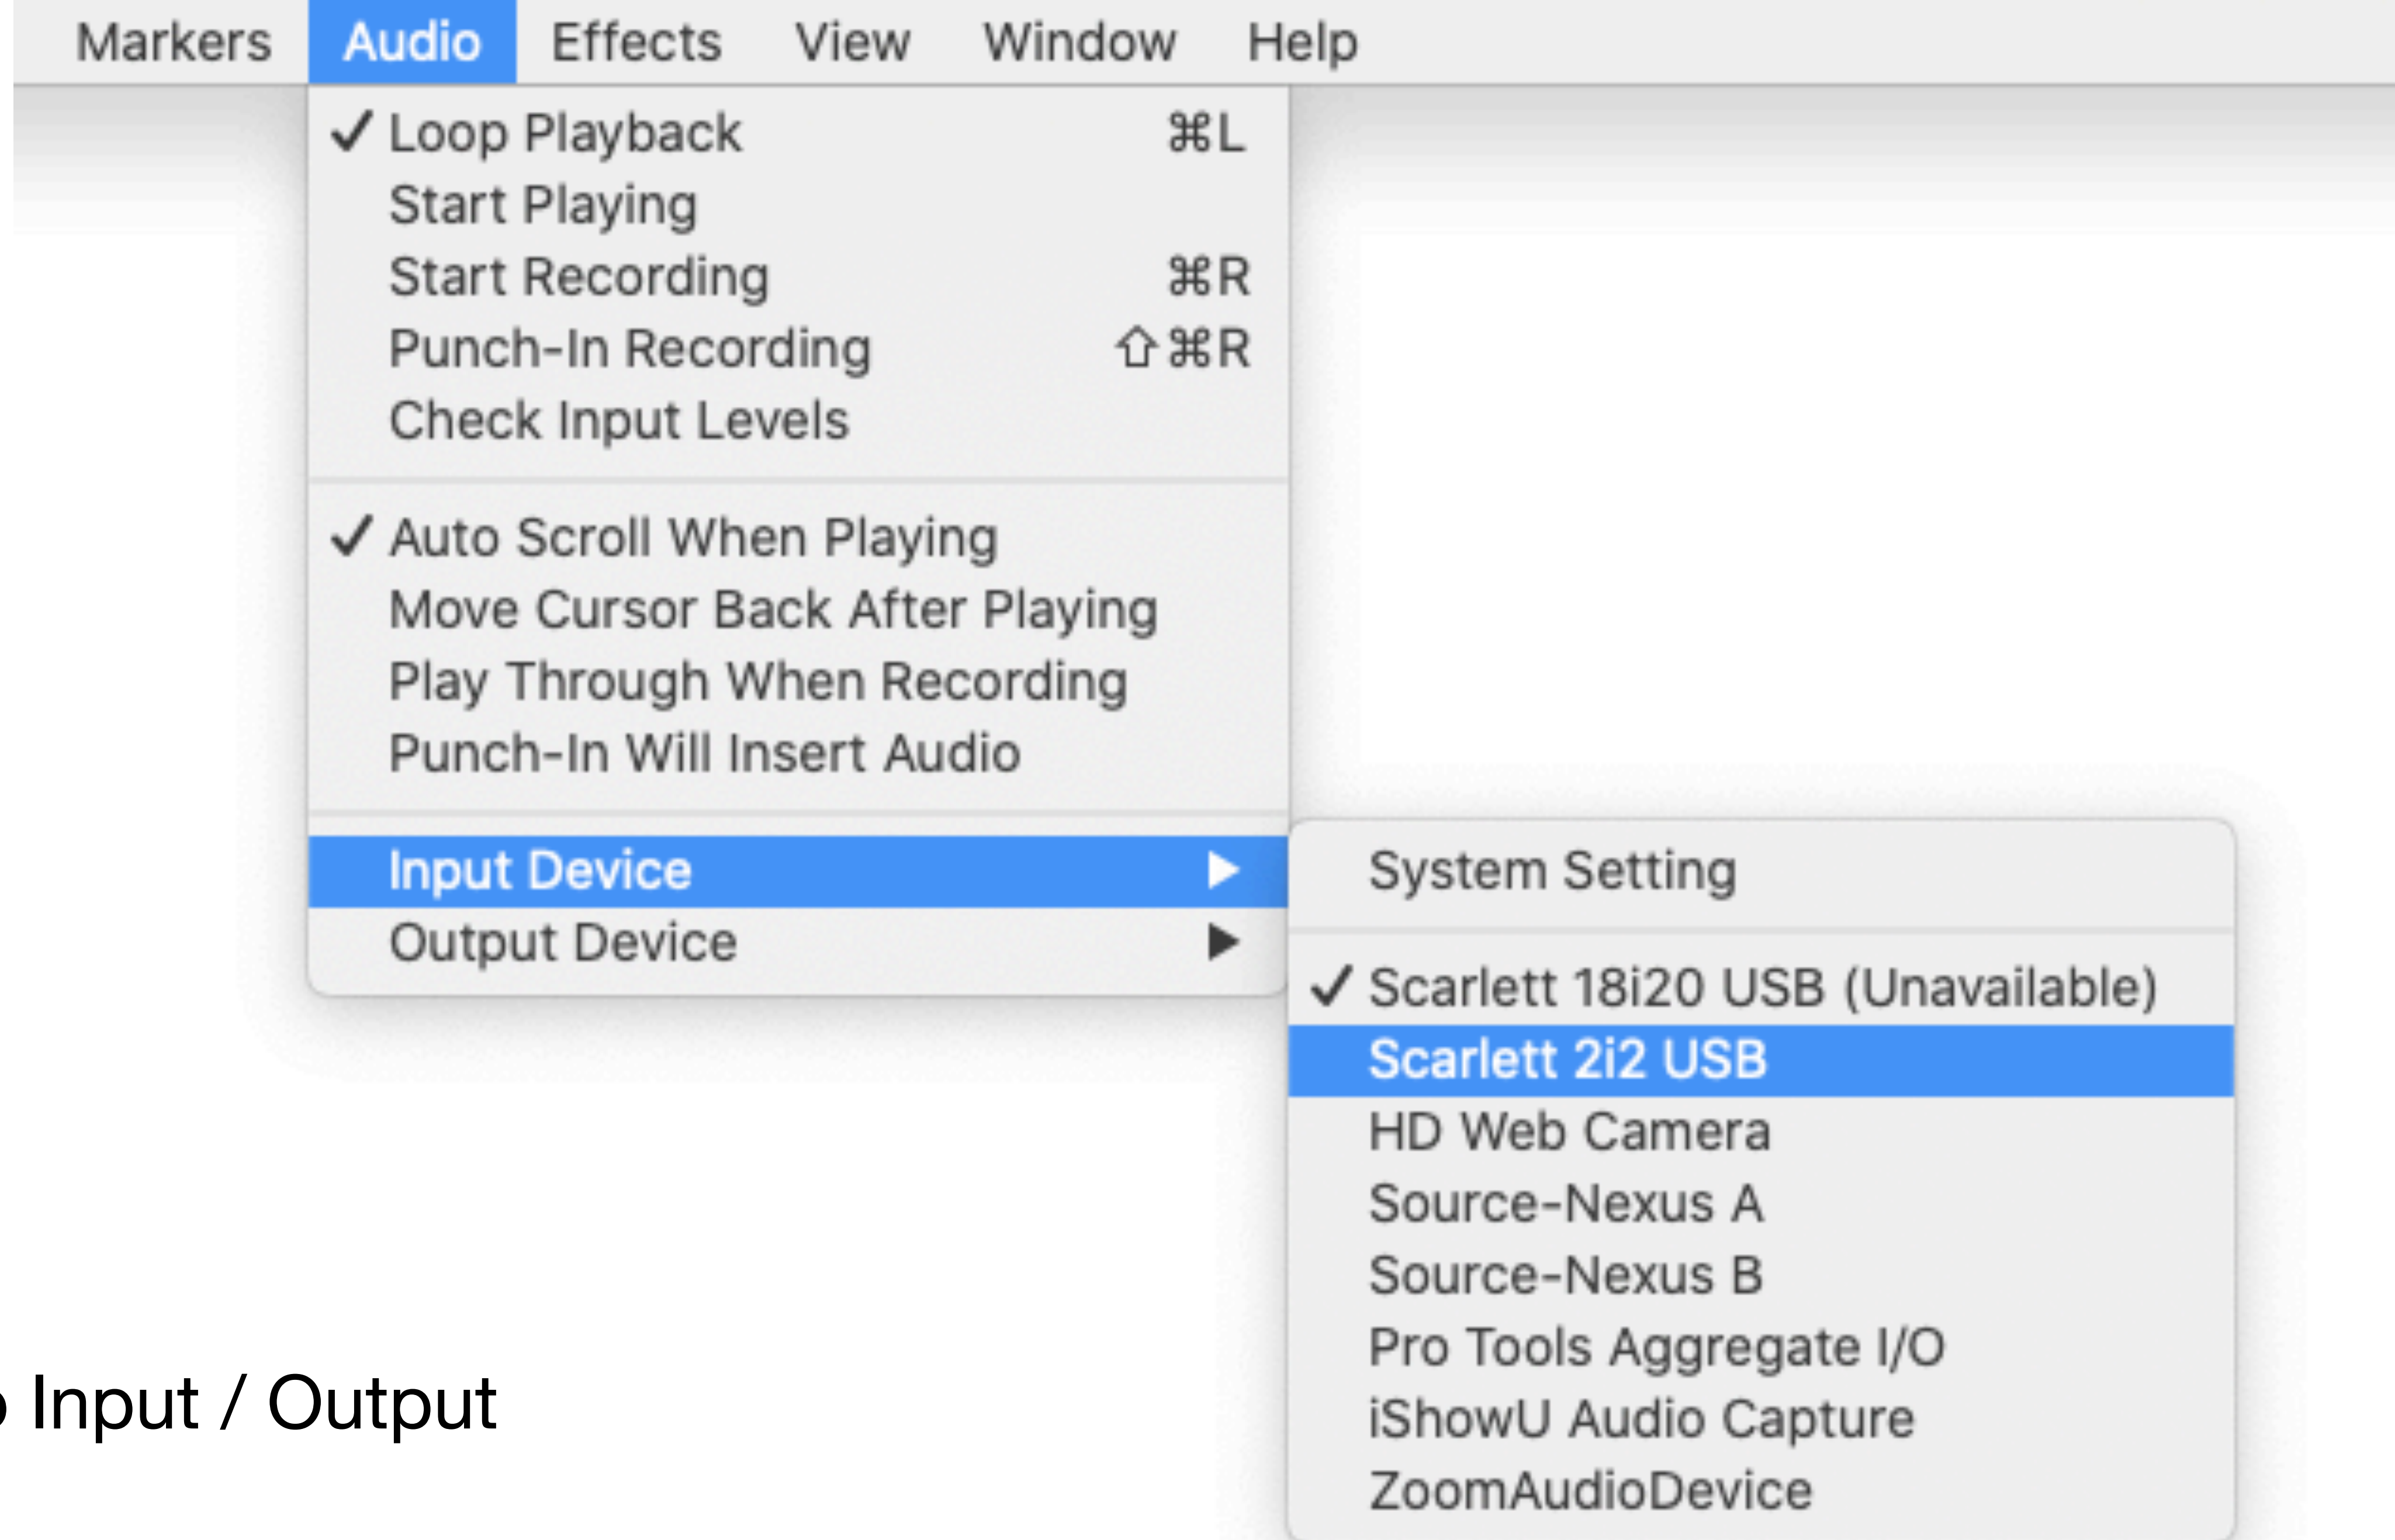 Markers Audio Effects View Window Help
✓ Loop Playback ⌘L
Start Playing
Start Recording ⌘R
Punch-In Recording ⇧⌘R
Check Input Levels
✓ Auto Scroll When Playing
Move Cursor Back After Playing
Play Through When Recording
Punch-In Will Insert Audio
Input Device ▶
Output Device ▶
System Setting
✓ Scarlett 18i20 USB (Unavailable)
Scarlett 2i2 USB
HD Web Camera
Source-Nexus A
Source-Nexus B
Pro Tools Aggregate I/O
iShowU Audio Capture
ZoomAudioDevice
Input / Output